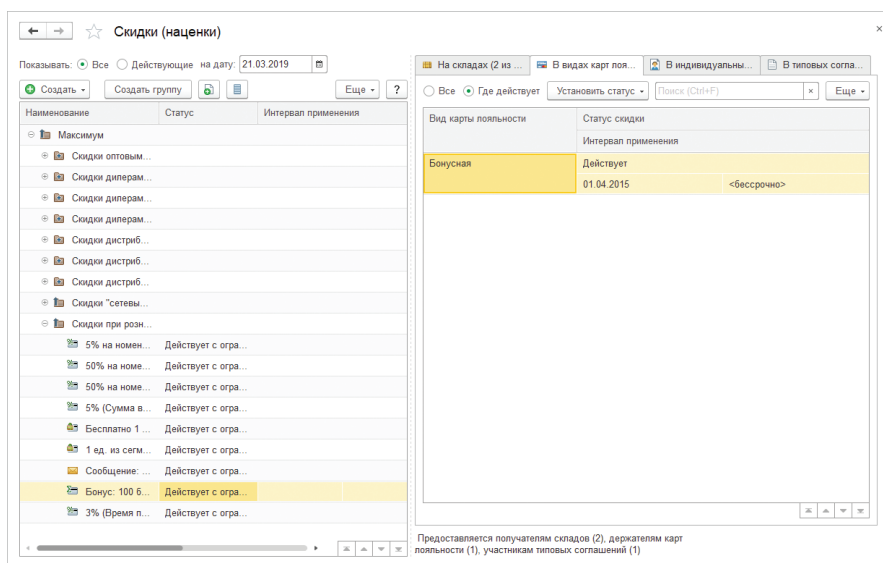 Скидки (наценки)
Показывать: Все Действующие на дату: 21.03.2019
Создать Создать группу Еще ?
Наименование Статус Интервал применения
Максимум
Скидки оптовым...
Скидки дилерам...
Скидки дилерам...
Скидки дилерам...
Скидки дистриб...
Скидки дистриб...
Скидки дистриб...
Скидки "сетевы...
Скидки при розн...
5% на номен... Действует с огра...
50% на номе... Действует с огра...
50% на номе... Действует с огра...
5% (Сумма в... Действует с огра...
Бесплатно 1 ... Действует с огра...
1 ед. из сегм... Действует с огра...
Сообщение: ... Действует с огра...
Бонус: 100 б... Действует с огра...
3% (Время п... Действует с огра...
На складах (2 из ... В видах карт лоя... В индивидуальны... В типовых согла...
Все Где действует Установить статус Поиск (Ctrl+F) × Еще
Вид карты лояльности Статус скидки
Интервал применения
Бонусная Действует
01.04.2015 <бессрочно>
Предоставляется получателям складов (2), держателям карт
лояльности (1), участникам типовых соглашений (1)